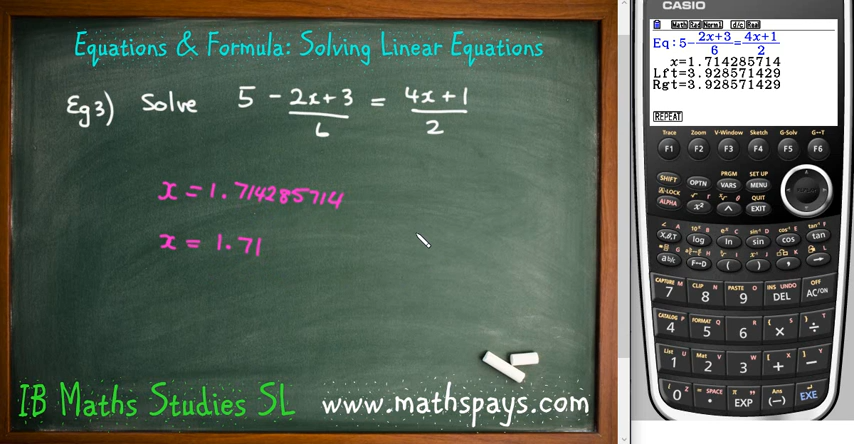 Equations & Formula: Solving Linear Equations
Eg3) Solve 5 - (2x+3)/6 = (4x+1)/2
x = 1.714285714
x = 1.71
IB Maths Studies SL www.mathspays.com
CASIO
Math Rad Norm1 d/c Real
Eq:5-(2x+3)/6=(4x+1)/2
x=1.714285714
Lft=3.928571429
Rgt=3.928571429
REPEAT
Trace Zoom V-Window Sketch G-Solv G↔T
F1 F2 F3 F4 F5 F6
PRGM SET UP
SHIFT OPTN VARS MENU
A-LOCK QUIT
ALPHA x² ^ EXIT
X,θ,T log ln sin cos tan
a b/c F↔D ( ) , →
CAPTURE M CLIP N PASTE O INS UNDO OFF
7 8 9 DEL AC/ON
CATALOG P FORMAT Q R { S } T
4 5 6 × ÷
List U Mat V W [ X ] Y
1 2 3 + −
i Z = SPACE π Ans
0 . EXP (−) EXE